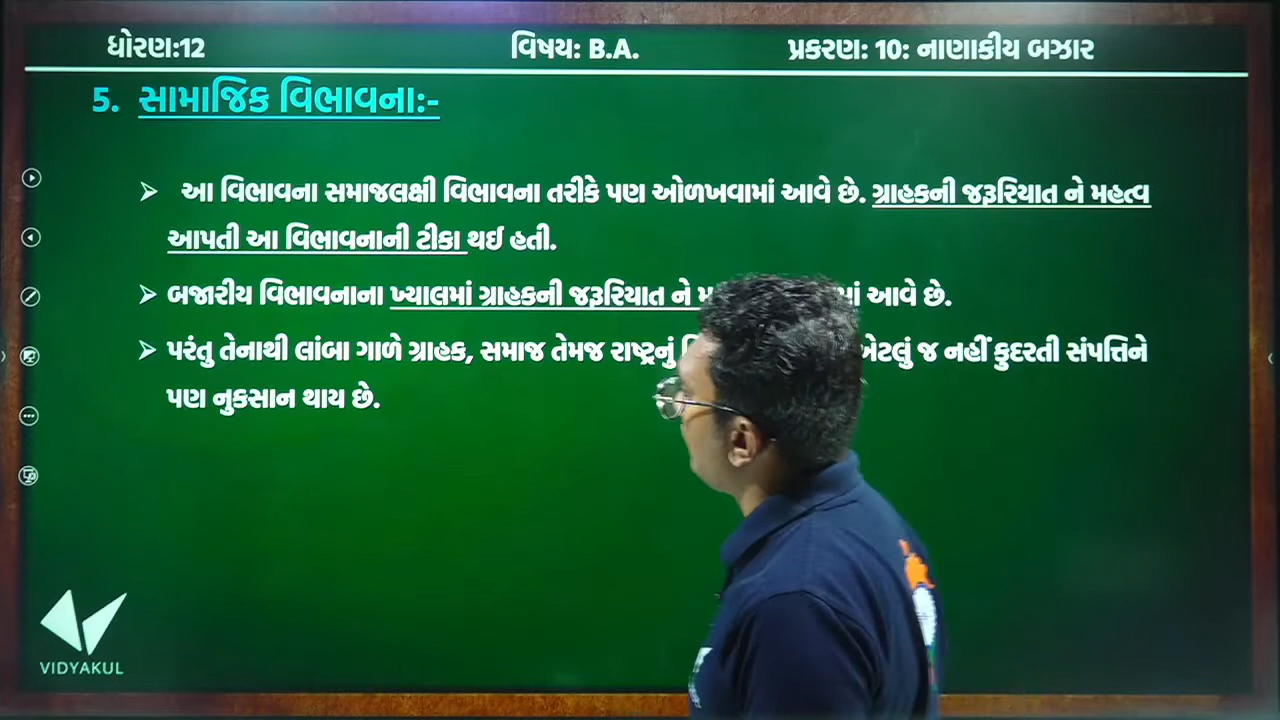 ધોરણ:12 વિષય: B.A. પ્રકરણ: 10: નાણાકીય બઝાર
5. સામાજિક વિભાવના:-
➢ આ વિભાવના સમાજલક્ષી વિભાવના તરીકે પણ ઓળખવામાં આવે છે. ગ્રાહકની જરૂરિયાત ને મહત્વ
આપતી આ વિભાવનાની ટીકા થઈ હતી.
➢ બજારીય વિભાવનાના ખ્યાલમાં ગ્રાહકની જરૂરિયાત ને આવે છે.
➢ પરંતુ તેનાથી લાંબા ગાળે ગ્રાહક, સમાજ તેમજ રાષ્ટ્રનું એટલું જ નહીં કુદરતી સંપત્તિને
પણ નુકસાન થાય છે.
VIDYAKUL